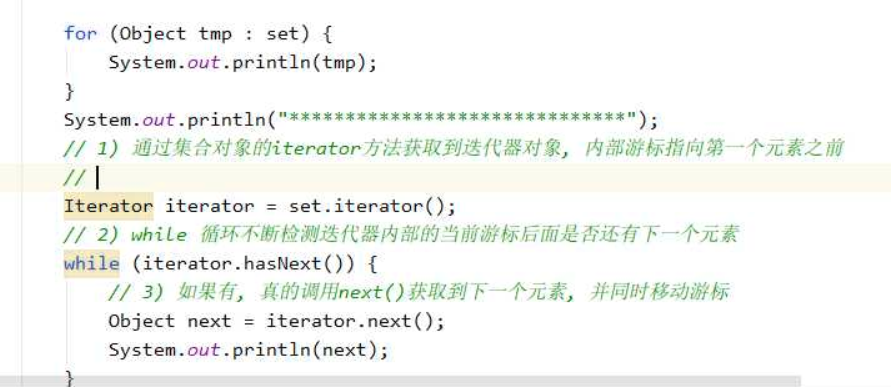 for (Object tmp : set) {
System.out.println(tmp);
}
System.out.println("******************************");
// 1) 通过集合对象的iterator方法获取到迭代器对象, 内部游标指向第一个元素之前
//
Iterator iterator = set.iterator();
// 2) while 循环不断检测迭代器内部的当前游标后面是否还有下一个元素
while (iterator.hasNext()) {
// 3) 如果有, 真的调用next()获取到下一个元素, 并同时移动游标
Object next = iterator.next();
System.out.println(next);
}